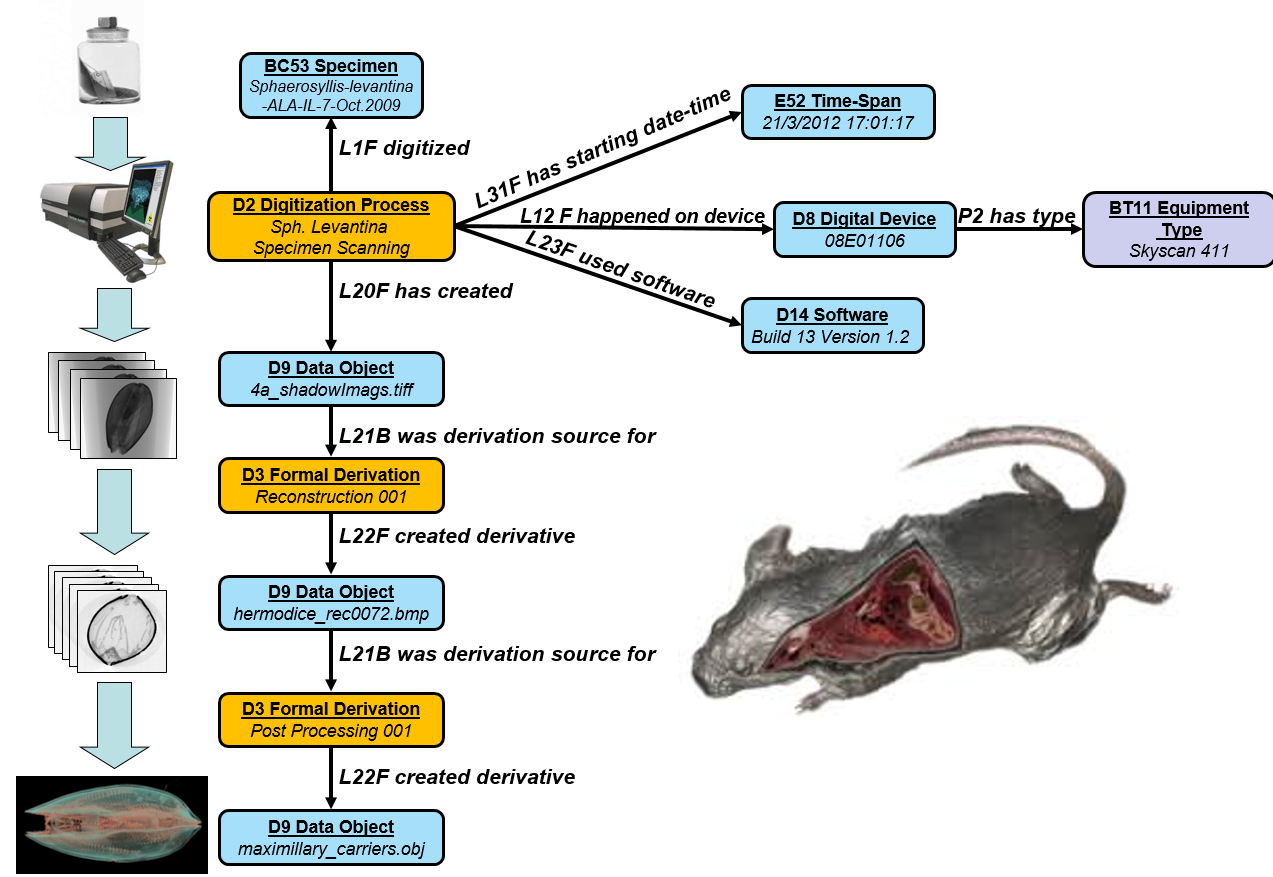 BC53 Specimen
Sphaerosyllis-levantina
-ALA-IL-7-Oct.2009
L1F digitized
L31F has starting date-time
E52 Time-Span
21/3/2012 17:01:17
D2 Digitization Process
Sph. Levantina
Specimen Scanning
L12 F happened on device
D8 Digital Device
08E01106
P2 has type
BT11 Equipment
Type
Skyscan 411
L23F used software
D14 Software
Build 13 Version 1.2
L20F has created
D9 Data Object
4a_shadowImags.tiff
L21B was derivation source for
D3 Formal Derivation
Reconstruction 001
L22F created derivative
D9 Data Object
hermodice_rec0072.bmp
L21B was derivation source for
D3 Formal Derivation
Post Processing 001
L22F created derivative
D9 Data Object
maximillary_carriers.obj